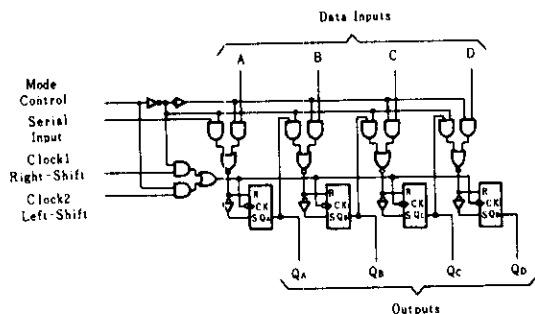 Data Inputs
A B C D
Mode
Control
Serial
Input
Clock1
Right-Shift
Clock2
Left-Shift
R R R R
CK CK CK CK
SQA SQB SQC SQD
QA QB QC QD
Outputs